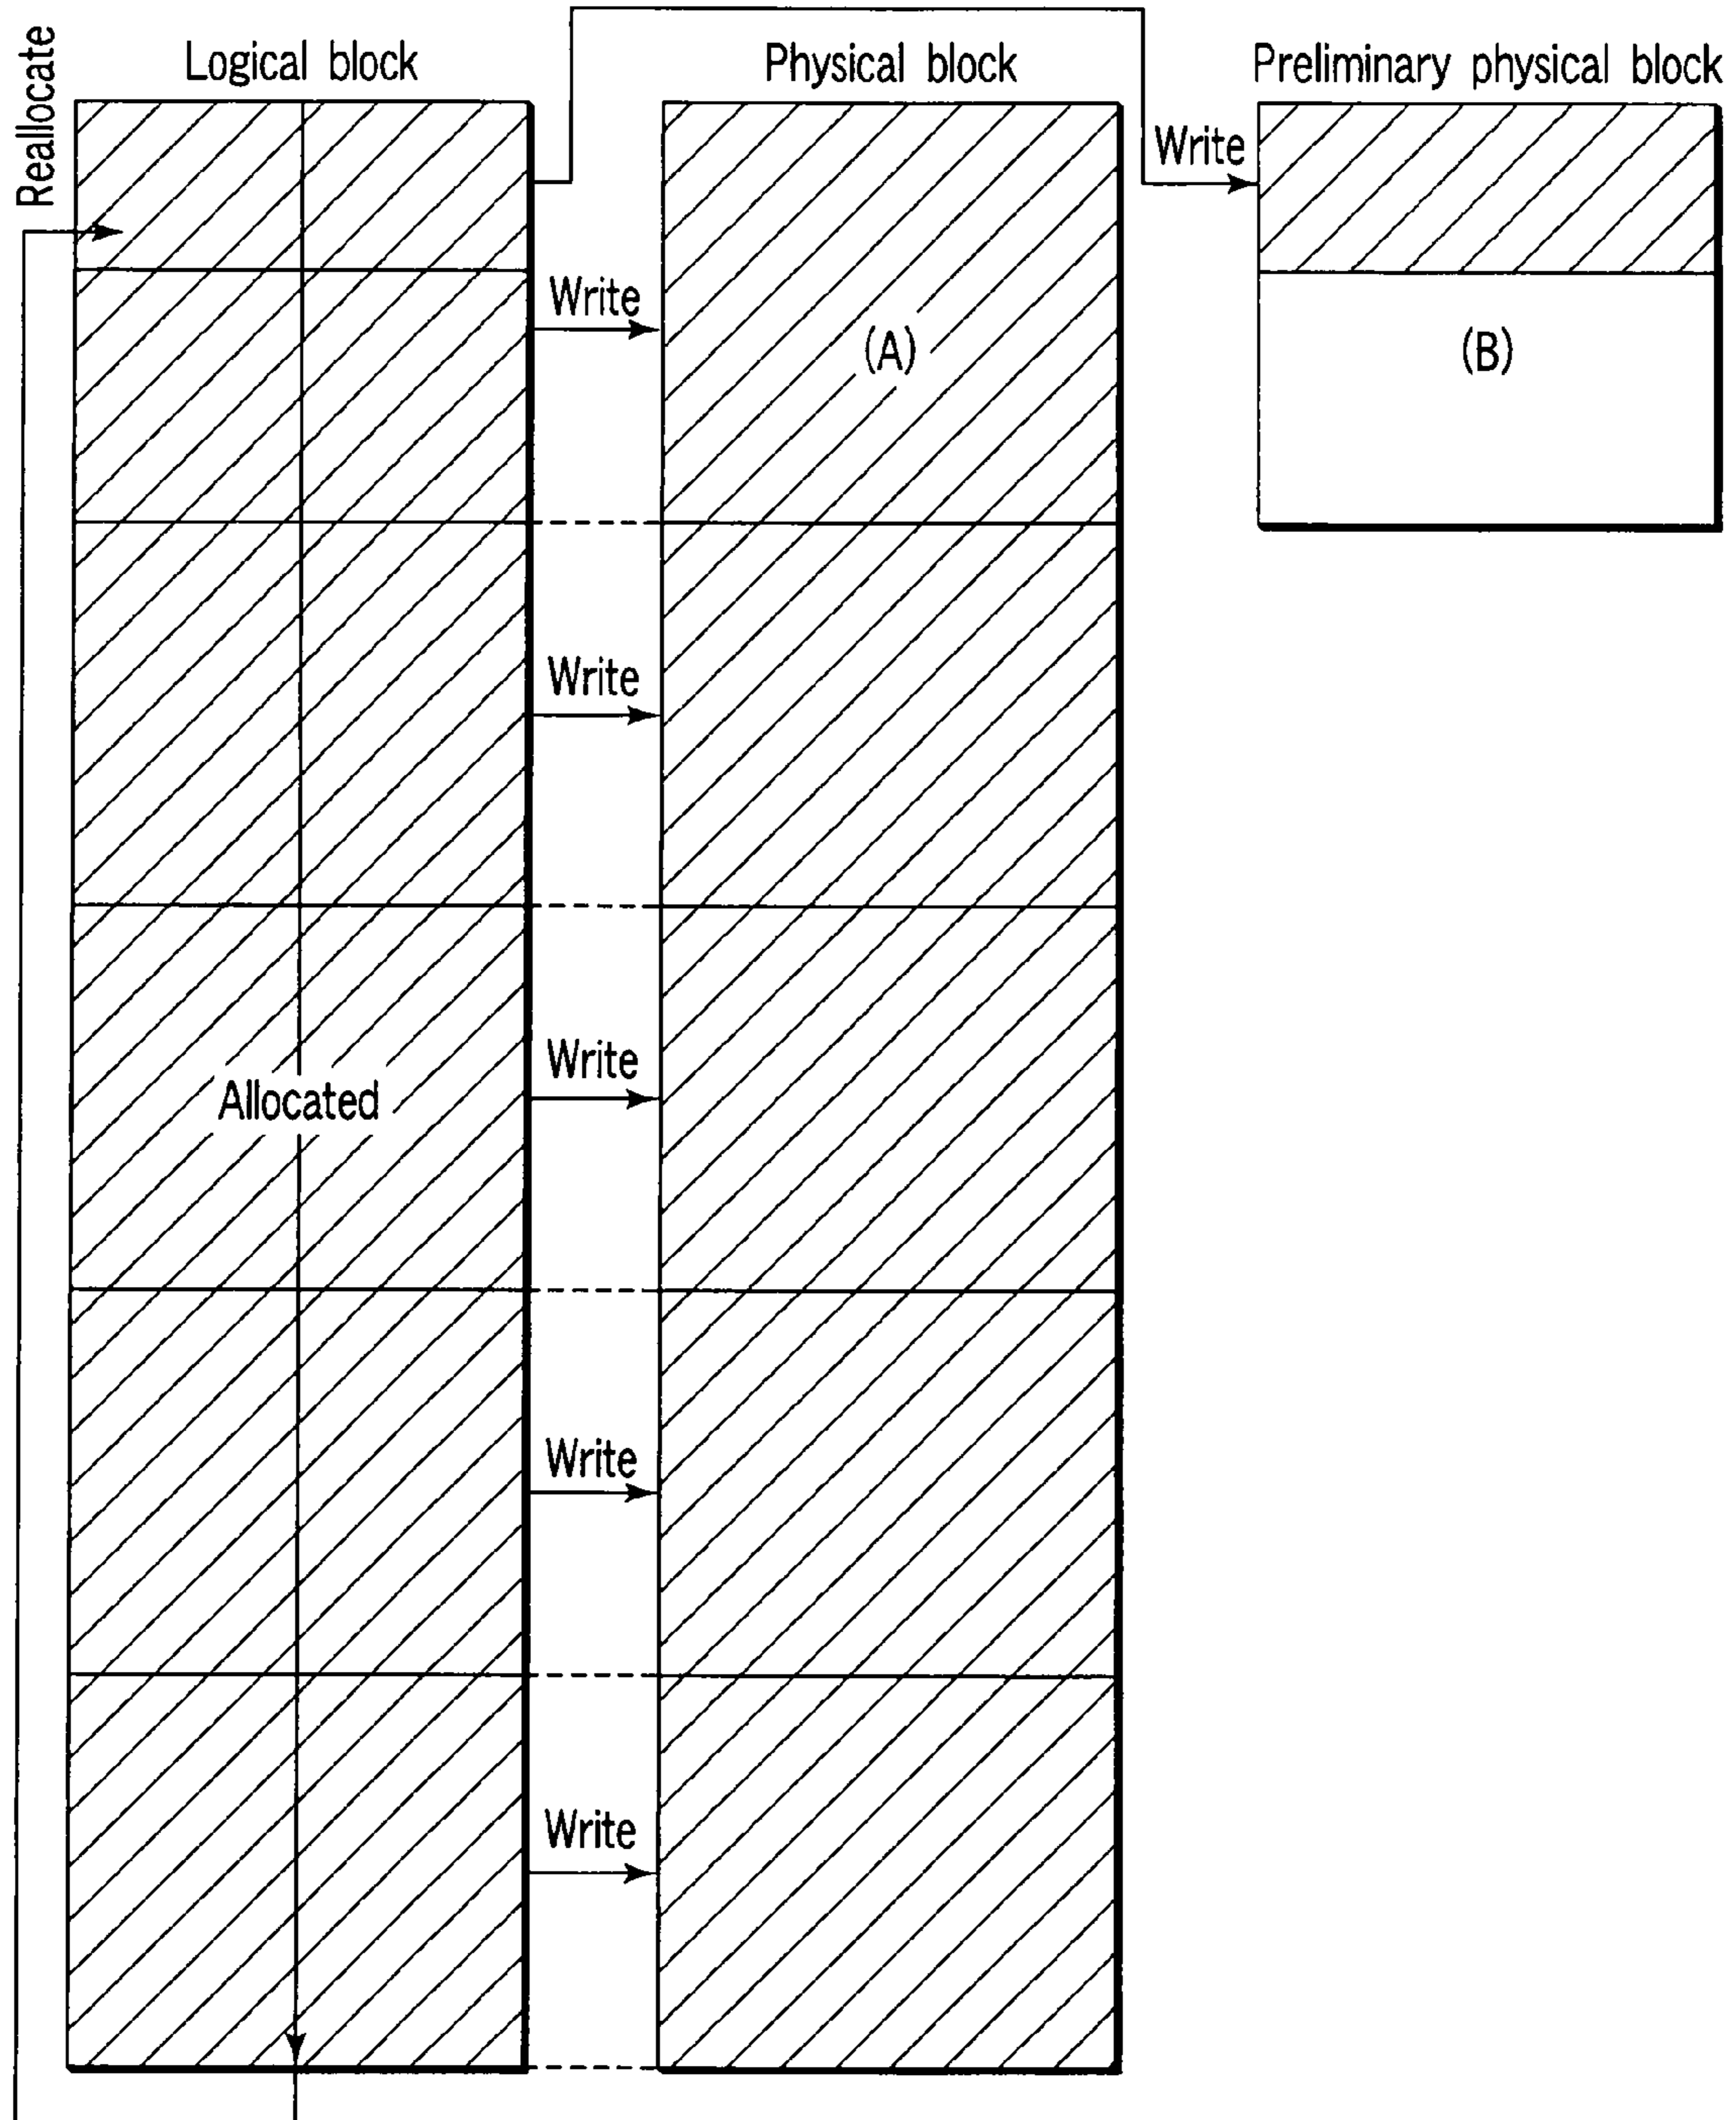 Reallocate
Logical block
Physical block
Preliminary physical block
Write
Write
(A)
(B)
Write
Write
Allocated
Write
Write